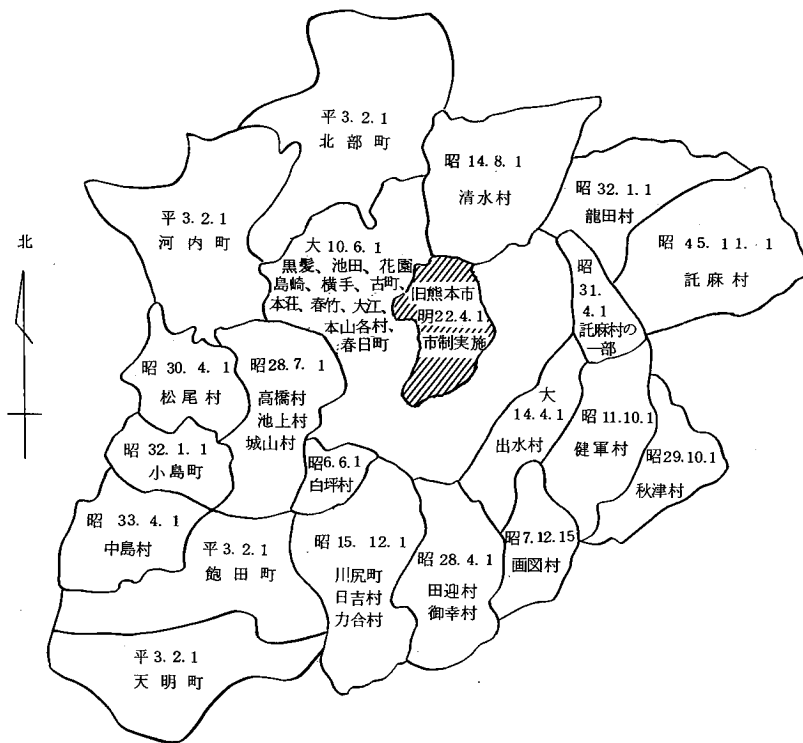 平 3. 2. 1
北 部 町
昭 14. 8. 1
清水村
昭 32. 1. 1
龍田村
昭 45. 11. 1
託麻村
平 3. 2. 1
河内町
北
大 10. 6. 1
黒髪、池田、花園
島崎、横手、古町、
本荘、春竹、大江、
本山各村、
春日町
旧熊本市
明22. 4. 1
市制実施
昭
31.
4. 1
託麻村の
一部
昭 30. 4. 1
松尾村
昭28. 7. 1
高橋村
池上村
城山村
大
14. 4. 1
出水村
昭11. 10. 1
健軍村
昭29. 10. 1
秋津村
昭 32. 1. 1
小島町
昭6. 6. 1
白坪村
昭 33. 4. 1
中島村
平 3. 2. 1
飽田町
昭 15. 12. 1
川尻町
日吉村
力合村
昭 28. 4. 1
田迎村
御幸村
昭7. 12. 15
画図村
平 3. 2. 1
天 明 町